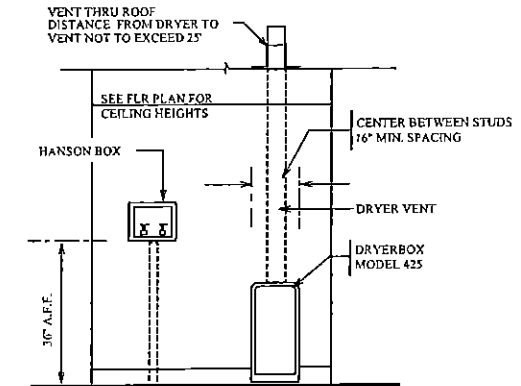 VENT THRU ROOF
DISTANCE FROM DRYER TO
VENT NOT TO EXCEED 25'
SEE FLR PLAN FOR
CEILING HEIGHTS
CENTER BETWEEN STUDS
16" MIN. SPACING
HANSON BOX
DRYER VENT
DRYERBOX
MODEL 425
36" A.F.F.